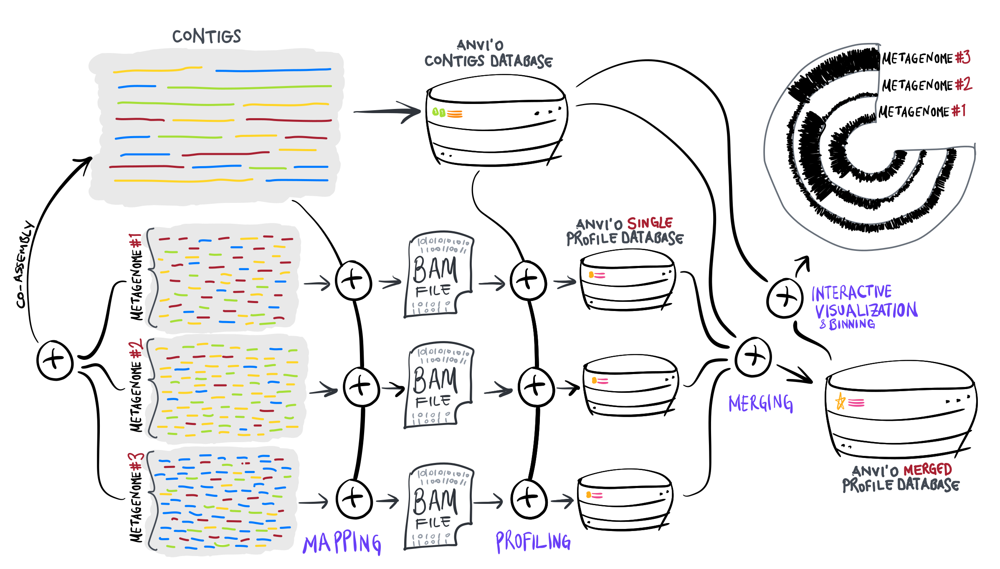 CONTIGS
ANVI'O
CONTIGS DATABASE
METAGENOME #3
METAGENOME #2
METAGENOME #1
CO-ASSEMBLY
METAGENOME #1
METAGENOME #2
METAGENOME #3
BAM
FILE
BAM
FILE
BAM
FILE
ANVI'O SINGLE
PROFILE DATABASE
INTERACTIVE
VISUALIZATION
& BINNING
MERGING
ANVI'O MERGED
PROFILE DATABASE
MAPPING
PROFILING